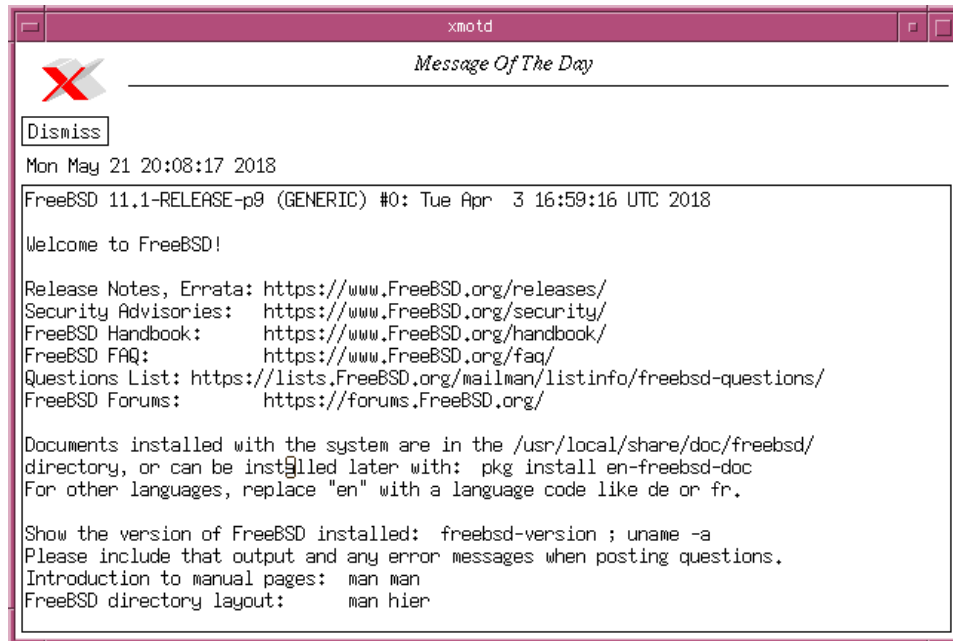 xmotd
Message Of The Day
Dismiss
Mon May 21 20:08:17 2018
FreeBSD 11.1-RELEASE-p9 (GENERIC) #0: Tue Apr  3 16:59:16 UTC 2018
Welcome to FreeBSD!
Release Notes, Errata: https://www.FreeBSD.org/releases/
Security Advisories:   https://www.FreeBSD.org/security/
FreeBSD Handbook:      https://www.FreeBSD.org/handbook/
FreeBSD FAQ:           https://www.FreeBSD.org/faq/
Questions List: https://lists.FreeBSD.org/mailman/listinfo/freebsd-questions/
FreeBSD Forums:        https://forums.FreeBSD.org/
Documents installed with the system are in the /usr/local/share/doc/freebsd/
directory, or can be installed later with:  pkg install en-freebsd-doc
For other languages, replace "en" with a language code like de or fr.
Show the version of FreeBSD installed:  freebsd-version ; uname -a
Please include that output and any error messages when posting questions.
Introduction to manual pages:  man man
FreeBSD directory layout:      man hier